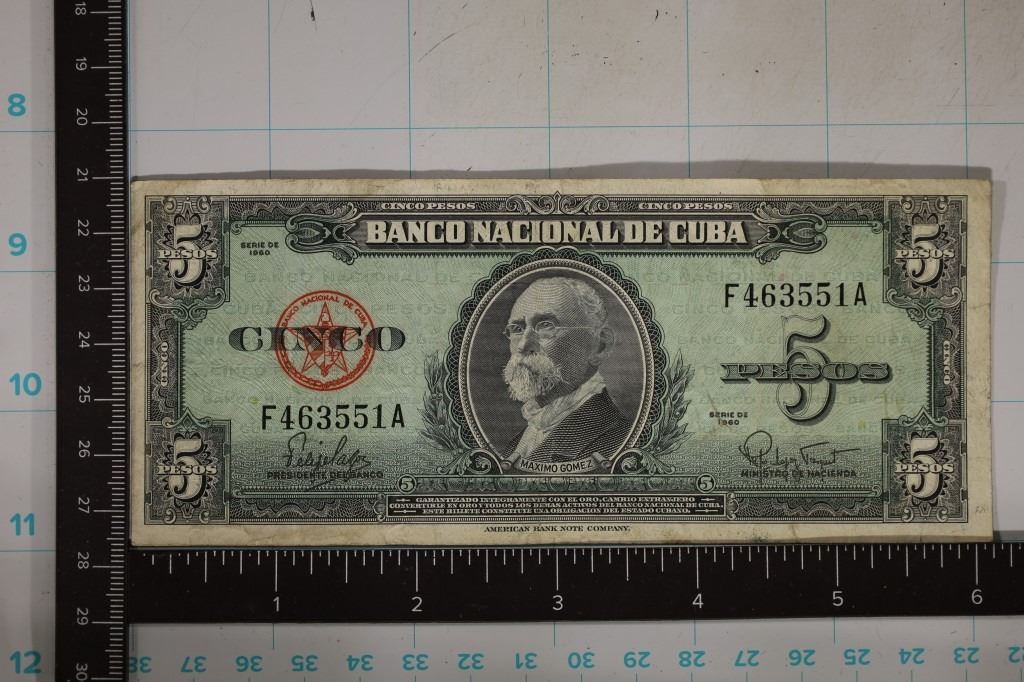 CINCO PESOS CINCO PESOS
BANCO NACIONAL DE CUBA
5 PESOS
5 PESOS
SERIE DE
1960
F463551A
BANCO NACIONAL DE CUBA
CINCO
5 PESOS
CINCO
CINCO
F463551A
SERIE DE
1960
PRESIDENTE DEL BANCO
MAXIMO GOMEZ
MINISTRO DE HACIENDA
5 PESOS
5 PESOS
5 5
GARANTIZADO INTEGRAMENTE CON EL ORO, CAMBIO EXTRANJERO
CONVERTIBLE EN ORO Y TODOS LOS DEMAS ACTIVOS DEL BANCO NACIONAL DE CUBA.
ESTE BILLETE CONSTITUYE UNA OBLIGACION DEL ESTADO CUBANO.
AMERICAN BANK NOTE COMPANY.
8
9
10
11
12
18
19
20
21
22
23
24
25
26
27
28
29
30
1 2 3 4 5 6
38 37 36 35 34 33 32 31 30 29 28 27 26 25 24 23 22